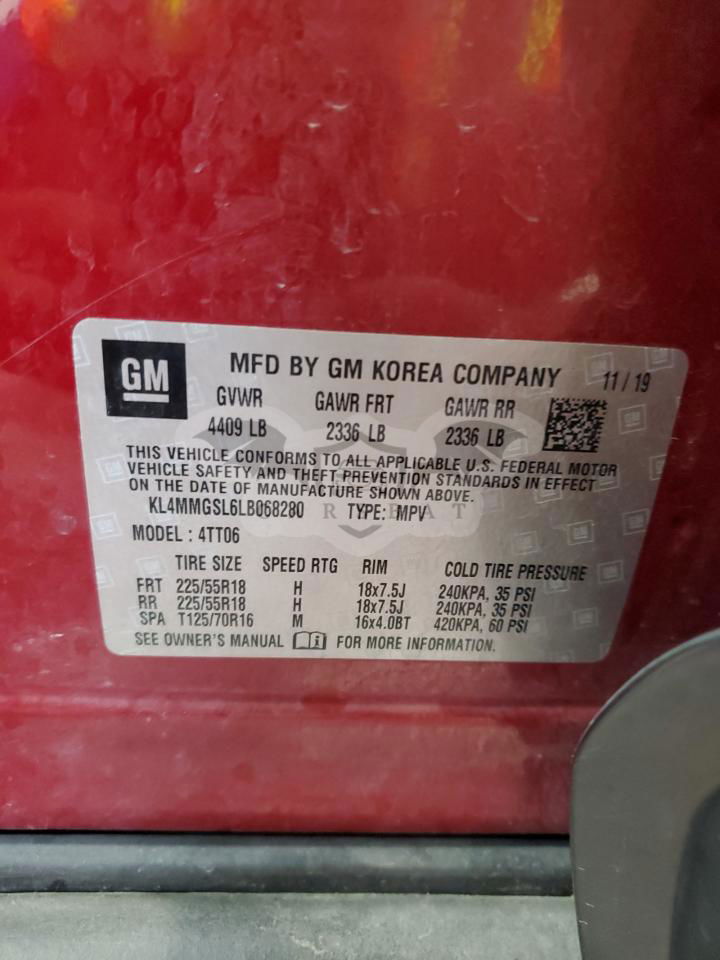 GM
MFD BY GM KOREA COMPANY 11 / 19
GVWR GAWR FRT GAWR RR
4409 LB 2336 LB 2336 LB
THIS VEHICLE CONFORMS TO ALL APPLICABLE U.S. FEDERAL MOTOR
VEHICLE SAFETY AND THEFT PREVENTION STANDARDS IN EFFECT
ON THE DATE OF MANUFACTURE SHOWN ABOVE.
KL4MMGSL6LB068280 TYPE: MPV
MODEL : 4TT06
TIRE SIZE SPEED RTG RIM COLD TIRE PRESSURE
FRT 225/55R18 H 18x7.5J 240KPA, 35 PSI
RR 225/55R18 H 18x7.5J 240KPA, 35 PSI
SPA T125/70R16 M 16x4.0BT 420KPA, 60 PSI
SEE OWNER'S MANUAL FOR MORE INFORMATION.